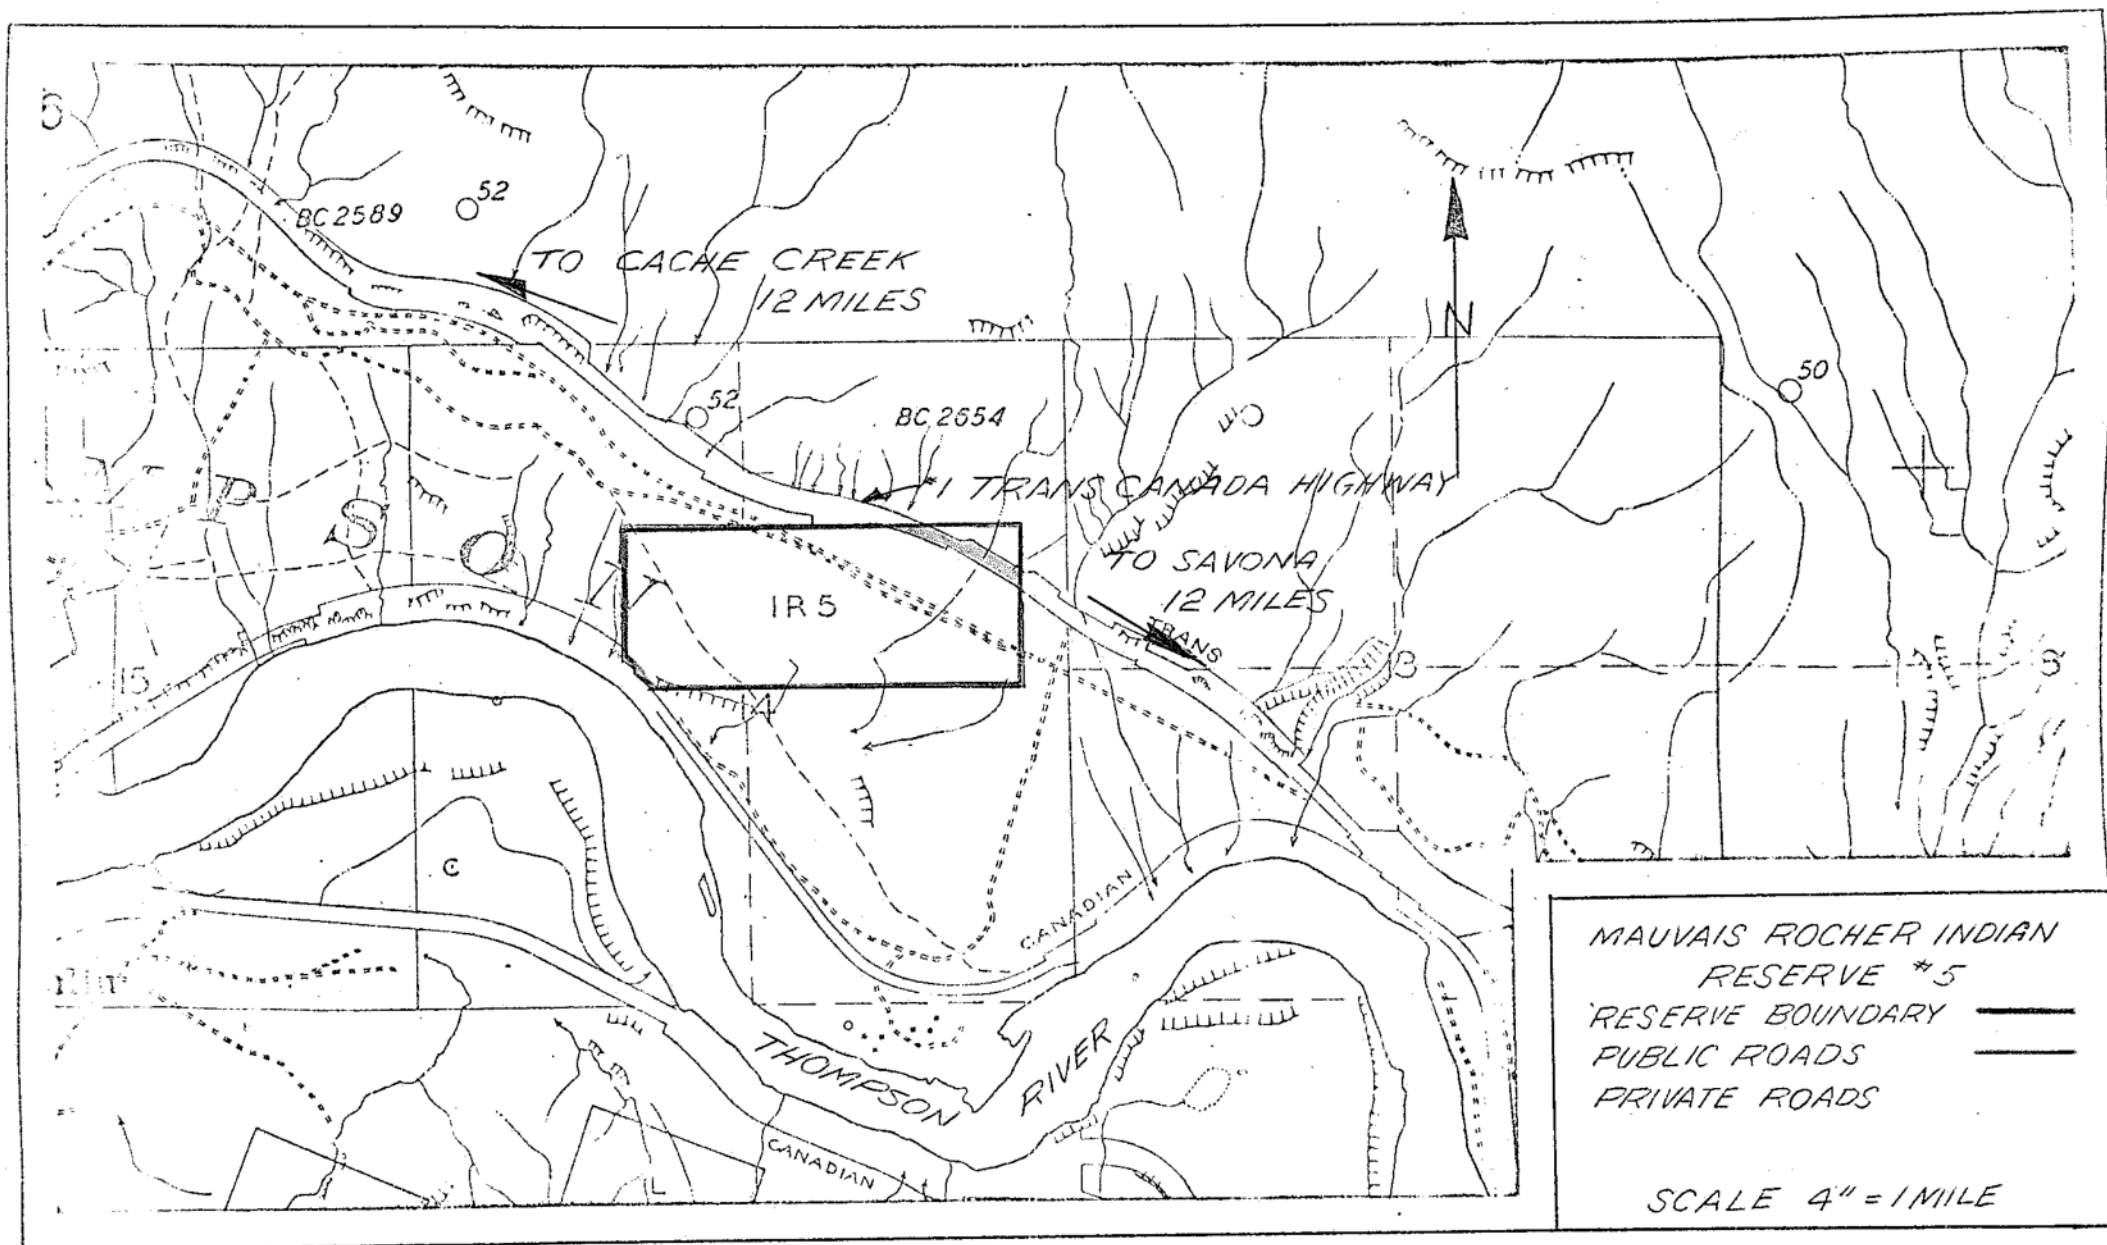 6
BC 2589
52
TO CACHE CREEK
12 MILES
52
BC 2654
50
#1 TRANS CANADA HIGHWAY
N
TO SAVONA
12 MILES
TRANS
IR 5
15
4
B
C
CANADIAN
THOMPSON
RIVER
CANADIAN
L
MAUVAIS ROCHER INDIAN
RESERVE #5
RESERVE BOUNDARY
PUBLIC ROADS
PRIVATE ROADS
SCALE 4" = 1 MILE